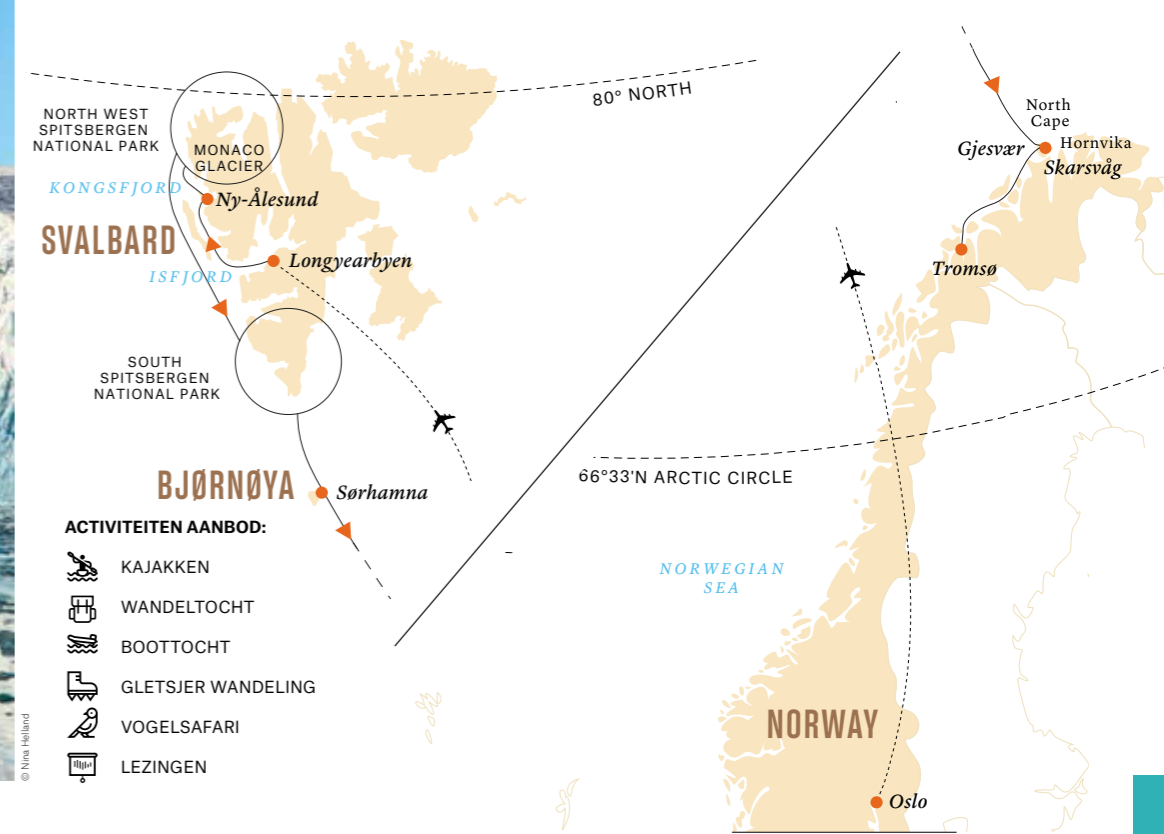 80° NORTH
NORTH WEST
SPITSBERGEN
NATIONAL PARK
MONACO
GLACIER
KONGSFJORD
Ny-Ålesund
SVALBARD
Longyearbyen
ISFJORD
SOUTH
SPITSBERGEN
NATIONAL PARK
BJØRNØYA
Sørhamna
ACTIVITEITEN AANBOD:
KAJAKKEN
WANDELTOCHT
BOOTTOCHT
GLETSJER WANDELING
VOGELSAFARI
LEZINGEN
© Nina Helland
North
Cape
Gjesvær
Hornvika
Skarsvåg
Tromsø
66°33'N ARCTIC CIRCLE
NORWEGIAN
SEA
NORWAY
Oslo